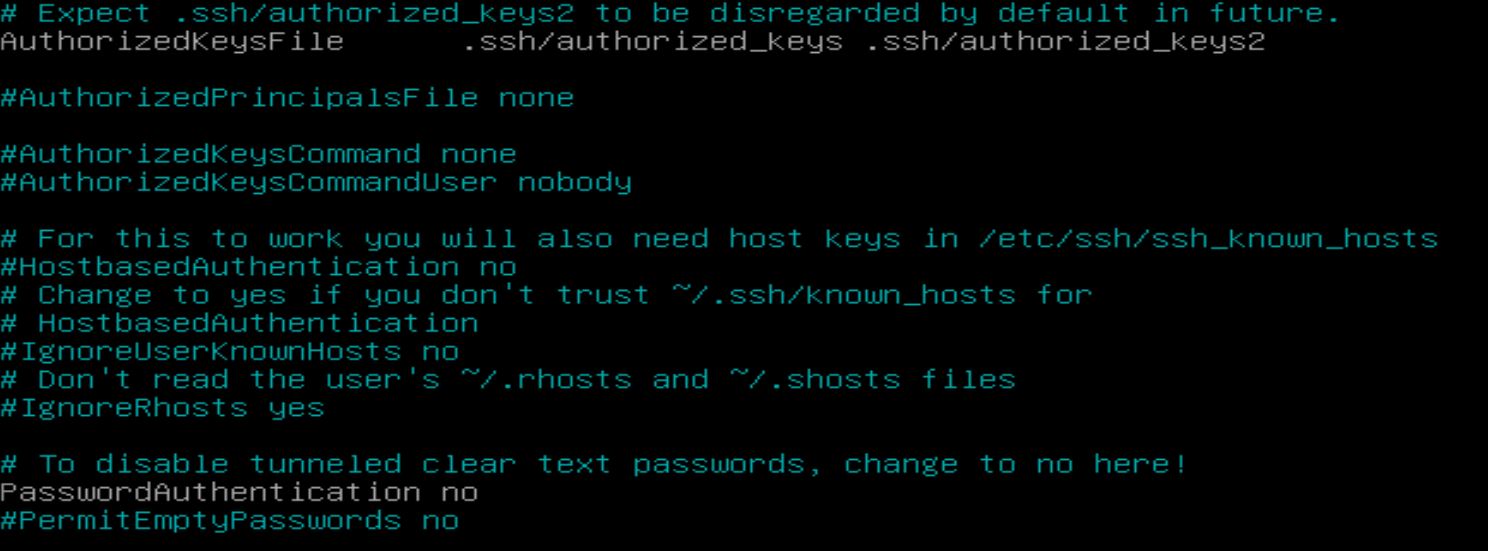 # Expect .ssh/authorized_keys2 to be disregarded by default in future.
AuthorizedKeysFile      .ssh/authorized_keys .ssh/authorized_keys2
#AuthorizedPrincipalsFile none
#AuthorizedKeysCommand none
#AuthorizedKeysCommandUser nobody
# For this to work you will also need host keys in /etc/ssh/ssh_known_hosts
#HostbasedAuthentication no
# Change to yes if you don't trust ~/.ssh/known_hosts for
# HostbasedAuthentication
#IgnoreUserKnownHosts no
# Don't read the user's ~/.rhosts and ~/.shosts files
#IgnoreRhosts yes
# To disable tunneled clear text passwords, change to no here!
PasswordAuthentication no
#PermitEmptyPasswords no